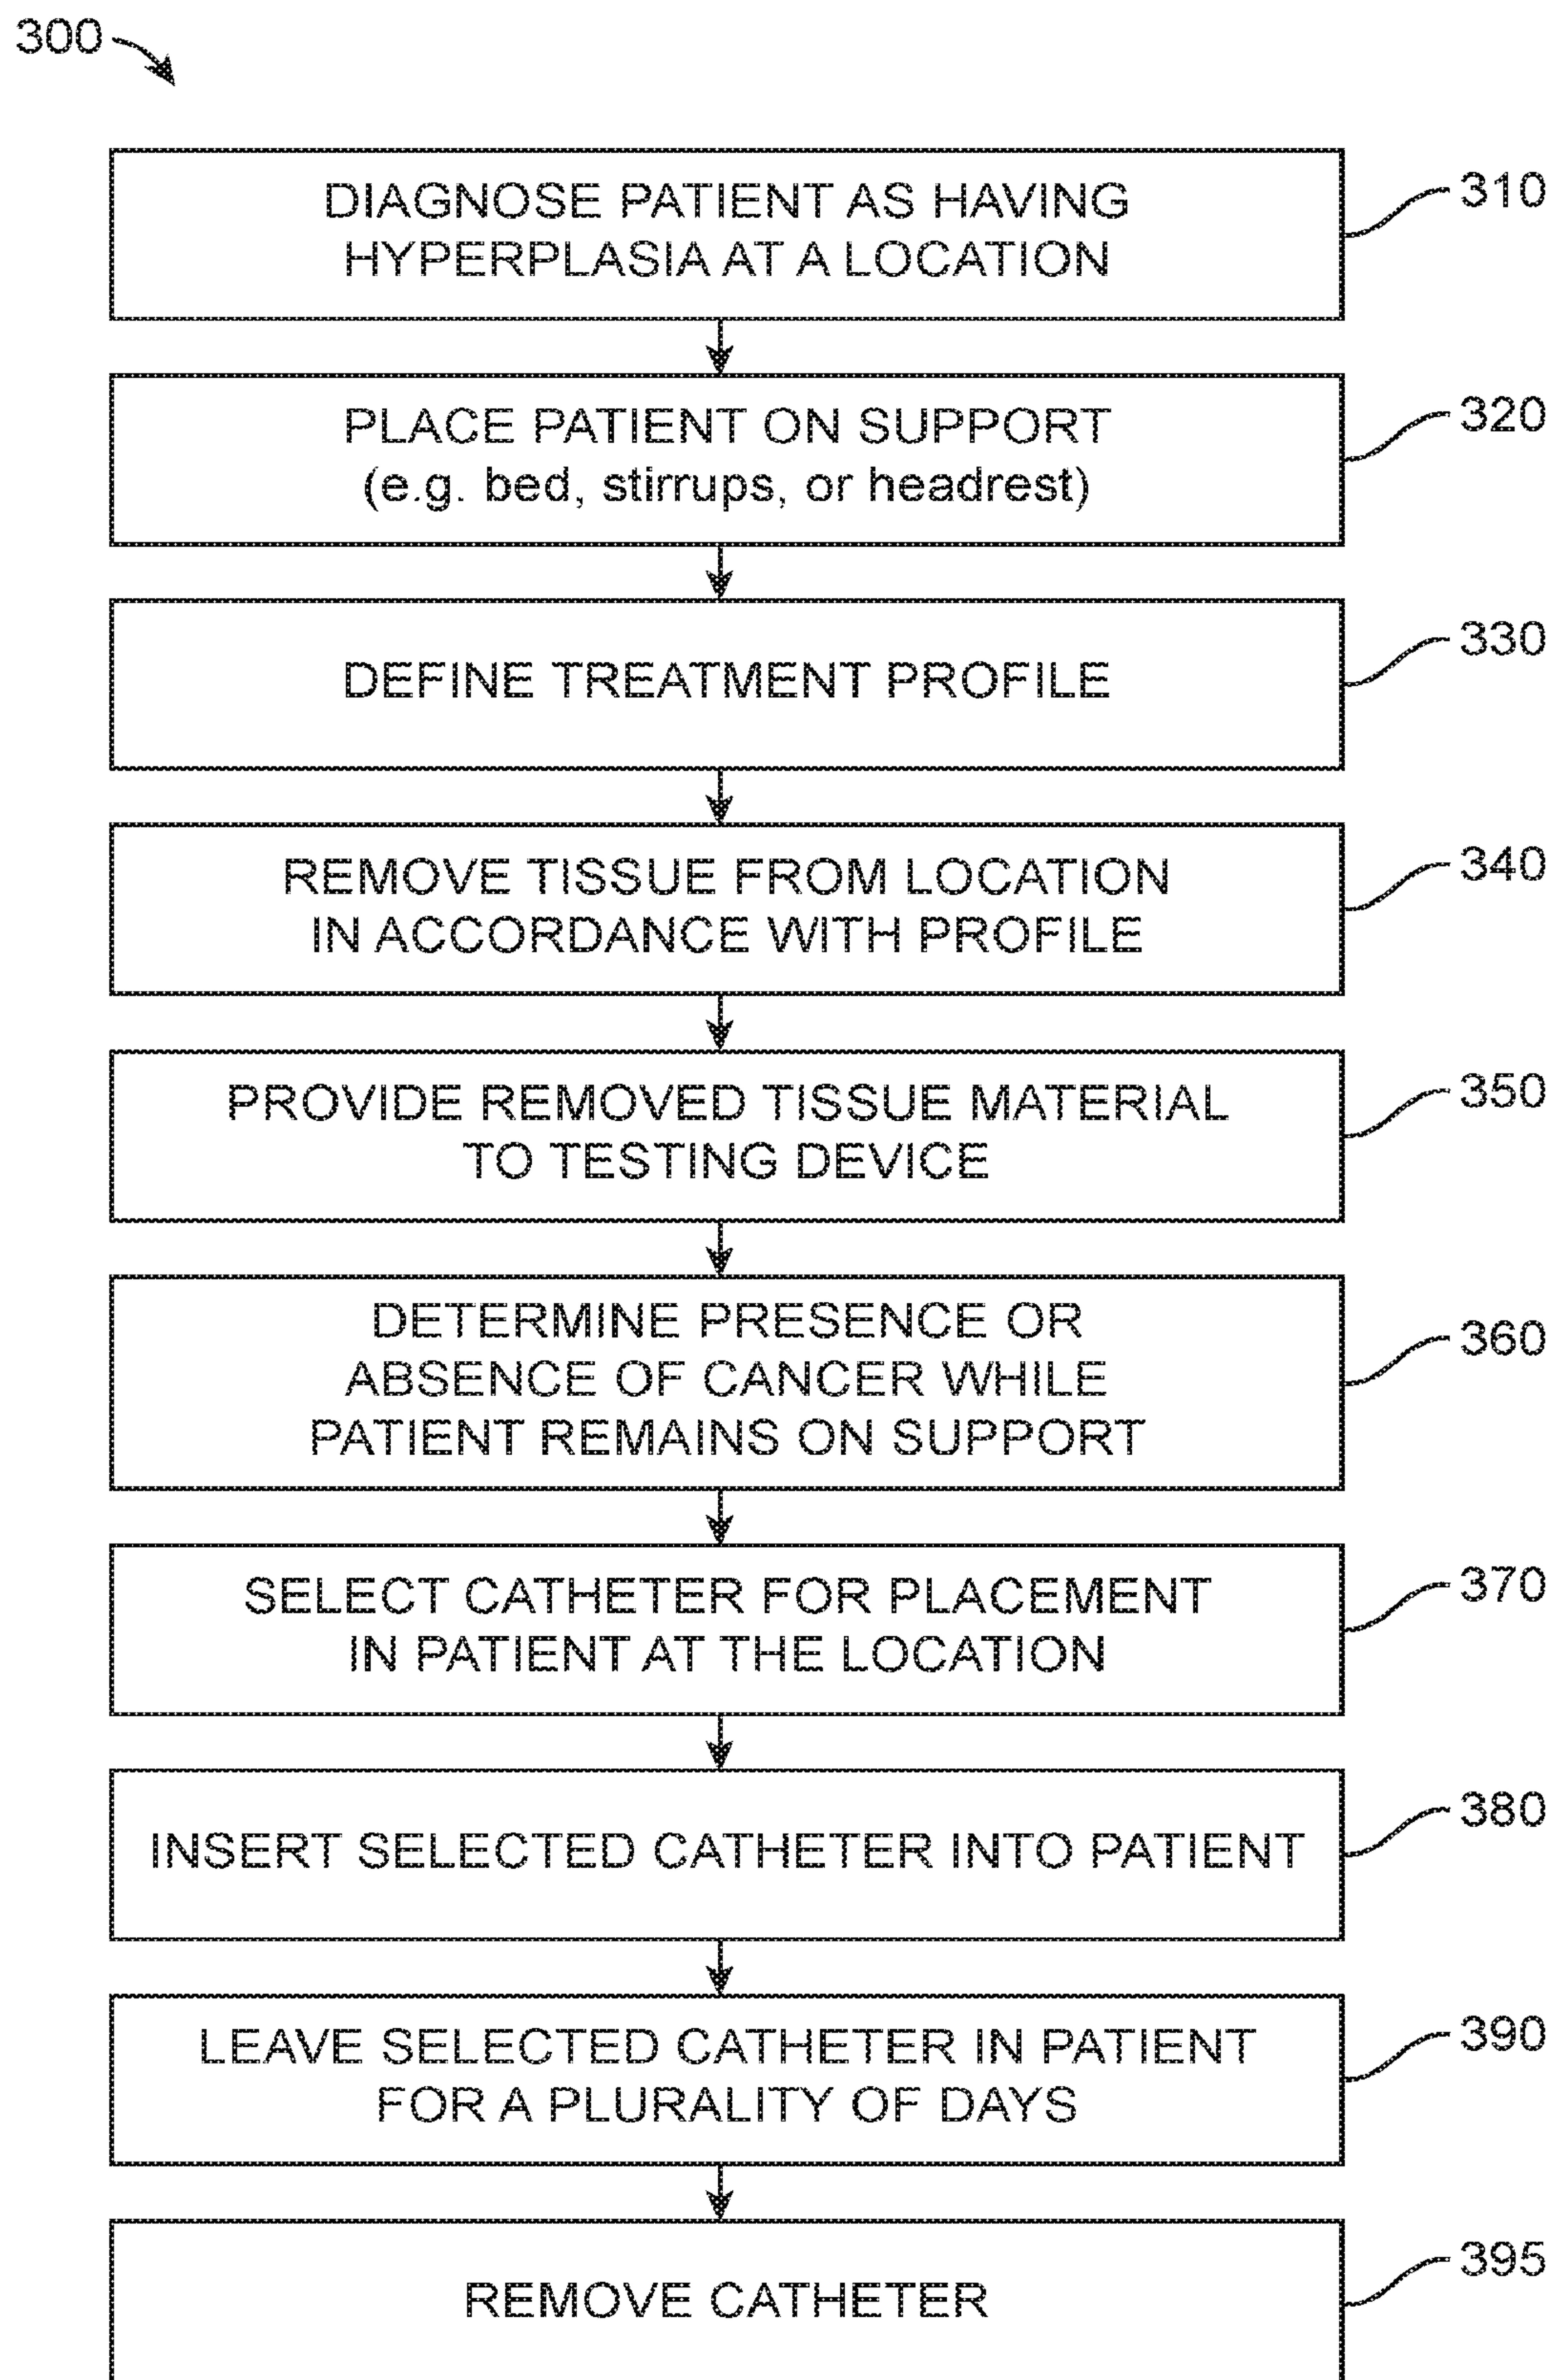 300
DIAGNOSE PATIENT AS HAVING
HYPERPLASIA AT A LOCATION
310
PLACE PATIENT ON SUPPORT
(e.g. bed, stirrups, or headrest)
320
DEFINE TREATMENT PROFILE
330
REMOVE TISSUE FROM LOCATION
IN ACCORDANCE WITH PROFILE
340
PROVIDE REMOVED TISSUE MATERIAL
TO TESTING DEVICE
350
DETERMINE PRESENCE OR
ABSENCE OF CANCER WHILE
PATIENT REMAINS ON SUPPORT
360
SELECT CATHETER FOR PLACEMENT
IN PATIENT AT THE LOCATION
370
INSERT SELECTED CATHETER INTO PATIENT
380
LEAVE SELECTED CATHETER IN PATIENT
FOR A PLURALITY OF DAYS
390
REMOVE CATHETER
395